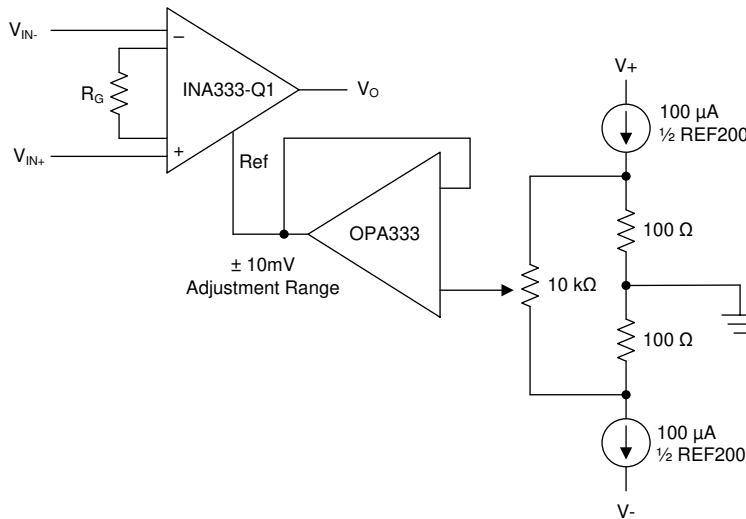 V_IN-
−
R_G
INA333-Q1
V_O
+
V_IN+
Ref
OPA333
± 10mV
Adjustment Range
V+
100 µA
½ REF200
100 Ω
10 kΩ
100 Ω
100 µA
½ REF200
V-